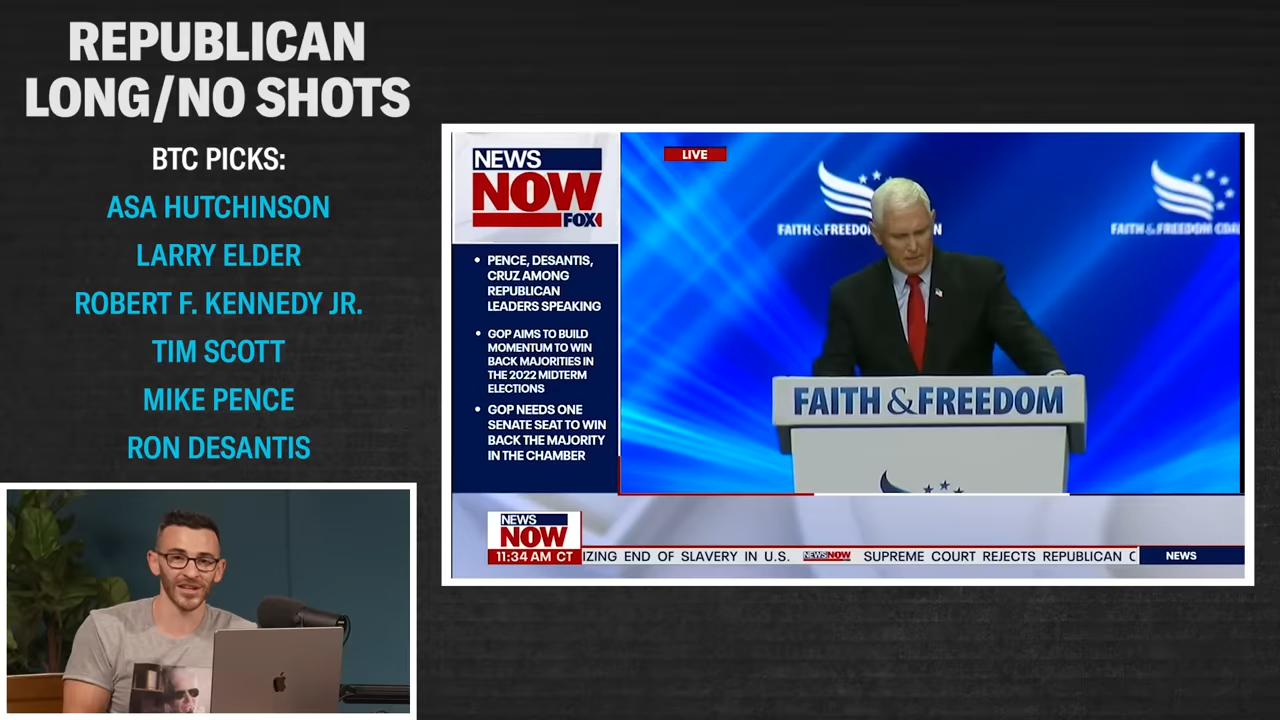 REPUBLICAN
LONG/NO SHOTS
BTC PICKS:
ASA HUTCHINSON
LARRY ELDER
ROBERT F. KENNEDY JR.
TIM SCOTT
MIKE PENCE
RON DESANTIS
NEWS
NOW
FOX
• PENCE, DESANTIS,
CRUZ AMONG
REPUBLICAN
LEADERS SPEAKING
• GOP AIMS TO BUILD
MOMENTUM TO WIN
BACK MAJORITIES IN
THE 2022 MIDTERM
ELECTIONS
• GOP NEEDS ONE
SENATE SEAT TO WIN
BACK THE MAJORITY
IN THE CHAMBER
LIVE
FAITH & FREEDOM
FAITH & FREEDOM
FAITH & FREEDOM
NEWS
NOW
11:34 AM CT
IZING END OF SLAVERY IN U.S. NEWS NOW SUPREME COURT REJECTS REPUBLICAN
NEWS